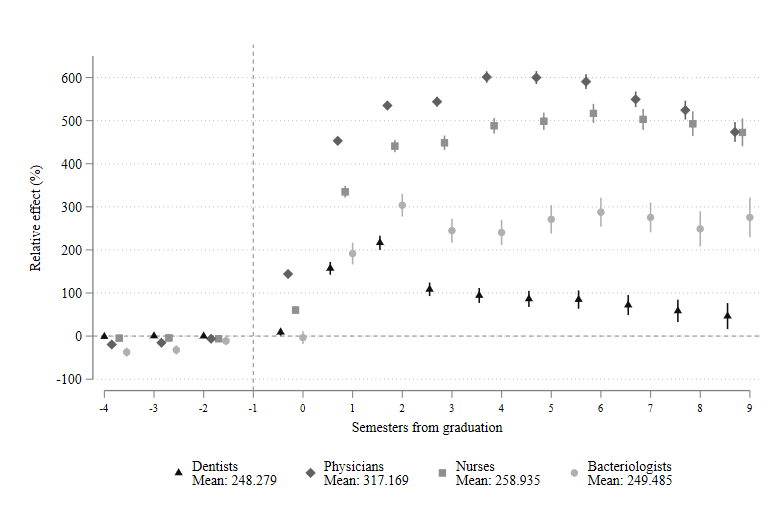 Relative effect (%)
600
500
400
300
200
100
0
-100
-4 -3 -2 -1 0 1 2 3 4 5 6 7 8 9
Semesters from graduation
Dentists Physicians Nurses Bacteriologists
Mean: 248.279 Mean: 317.169 Mean: 258.935 Mean: 249.485